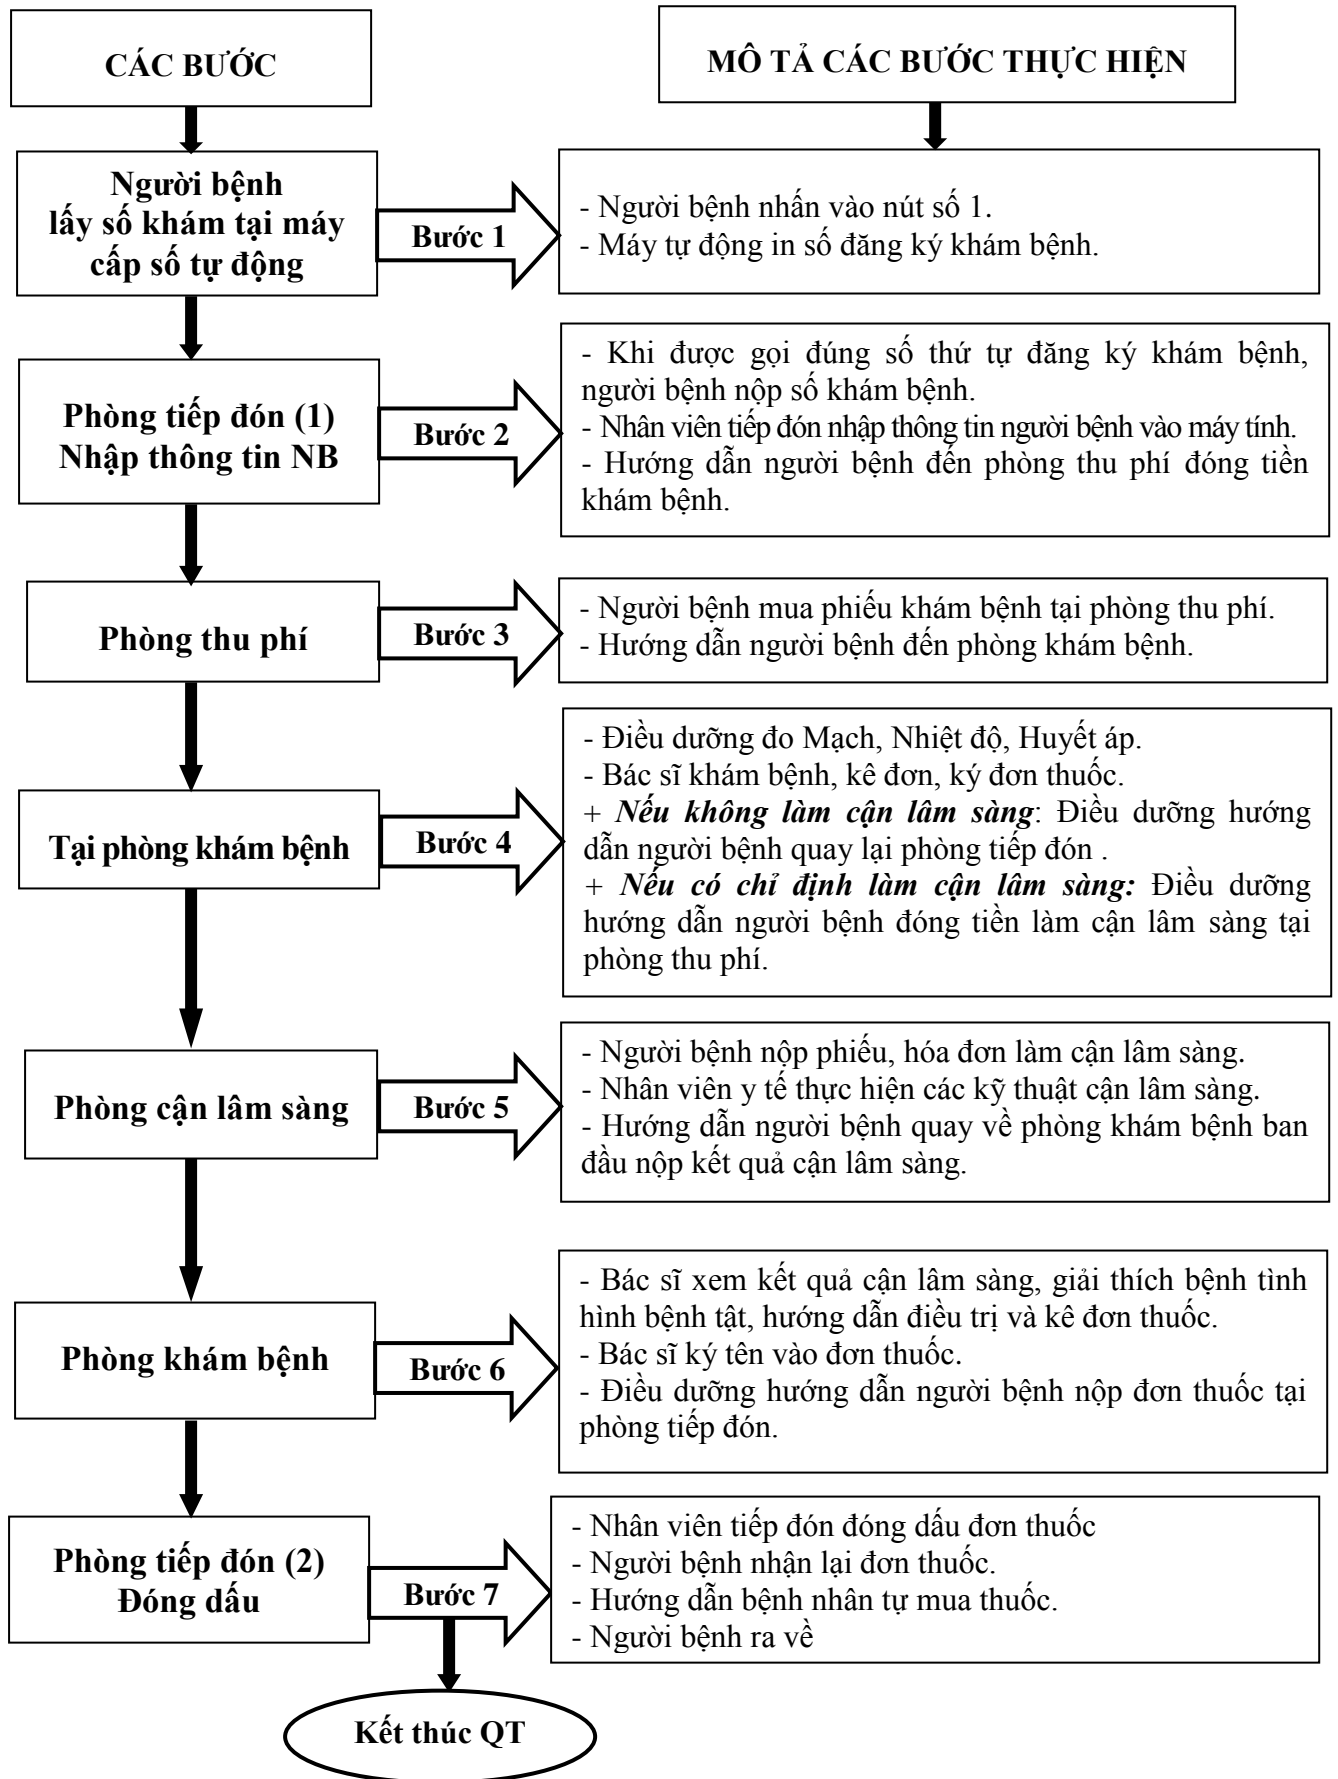 CÁC BƯỚC
MÔ TẢ CÁC BƯỚC THỰC HIỆN
Người bệnh
lấy số khám tại máy
cấp số tự động
Bước 1
- Người bệnh nhấn vào nút số 1.
- Máy tự động in số đăng ký khám bệnh.
Phòng tiếp đón (1)
Nhập thông tin NB
Bước 2
- Khi được gọi đúng số thứ tự đăng ký khám bệnh,
người bệnh nộp số khám bệnh.
- Nhân viên tiếp đón nhập thông tin người bệnh vào máy tính.
- Hướng dẫn người bệnh đến phòng thu phí đóng tiền
khám bệnh.
Phòng thu phí
Bước 3
- Người bệnh mua phiếu khám bệnh tại phòng thu phí.
- Hướng dẫn người bệnh đến phòng khám bệnh.
Tại phòng khám bệnh
Bước 4
- Điều dưỡng đo Mạch, Nhiệt độ, Huyết áp.
- Bác sĩ khám bệnh, kê đơn, ký đơn thuốc.
+ Nếu không làm cận lâm sàng: Điều dưỡng hướng
dẫn người bệnh quay lại phòng tiếp đón .
+ Nếu có chỉ định làm cận lâm sàng: Điều dưỡng
hướng dẫn người bệnh đóng tiền làm cận lâm sàng tại
phòng thu phí.
Phòng cận lâm sàng
Bước 5
- Người bệnh nộp phiếu, hóa đơn làm cận lâm sàng.
- Nhân viên y tế thực hiện các kỹ thuật cận lâm sàng.
- Hướng dẫn người bệnh quay về phòng khám bệnh ban
đầu nộp kết quả cận lâm sàng.
Phòng khám bệnh
Bước 6
- Bác sĩ xem kết quả cận lâm sàng, giải thích bệnh tình
hình bệnh tật, hướng dẫn điều trị và kê đơn thuốc.
- Bác sĩ ký tên vào đơn thuốc.
- Điều dưỡng hướng dẫn người bệnh nộp đơn thuốc tại
phòng tiếp đón.
Phòng tiếp đón (2)
Đóng dấu
Bước 7
- Nhân viên tiếp đón đóng dấu đơn thuốc
- Người bệnh nhận lại đơn thuốc.
- Hướng dẫn bệnh nhân tự mua thuốc.
- Người bệnh ra về
Kết thúc QT